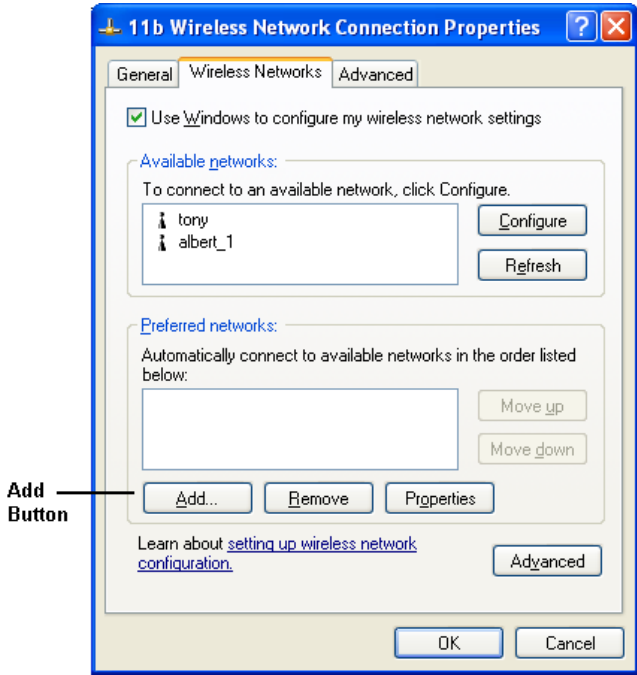 11b Wireless Network Connection Properties
General Wireless Networks Advanced
Use Windows to configure my wireless network settings
Available networks:
To connect to an available network, click Configure.
tony
albert_1
Configure
Refresh
Preferred networks:
Automatically connect to available networks in the order listed
below:
Move up
Move down
Add
Button
Add... Remove Properties
Learn about setting up wireless network
configuration.
Advanced
OK Cancel